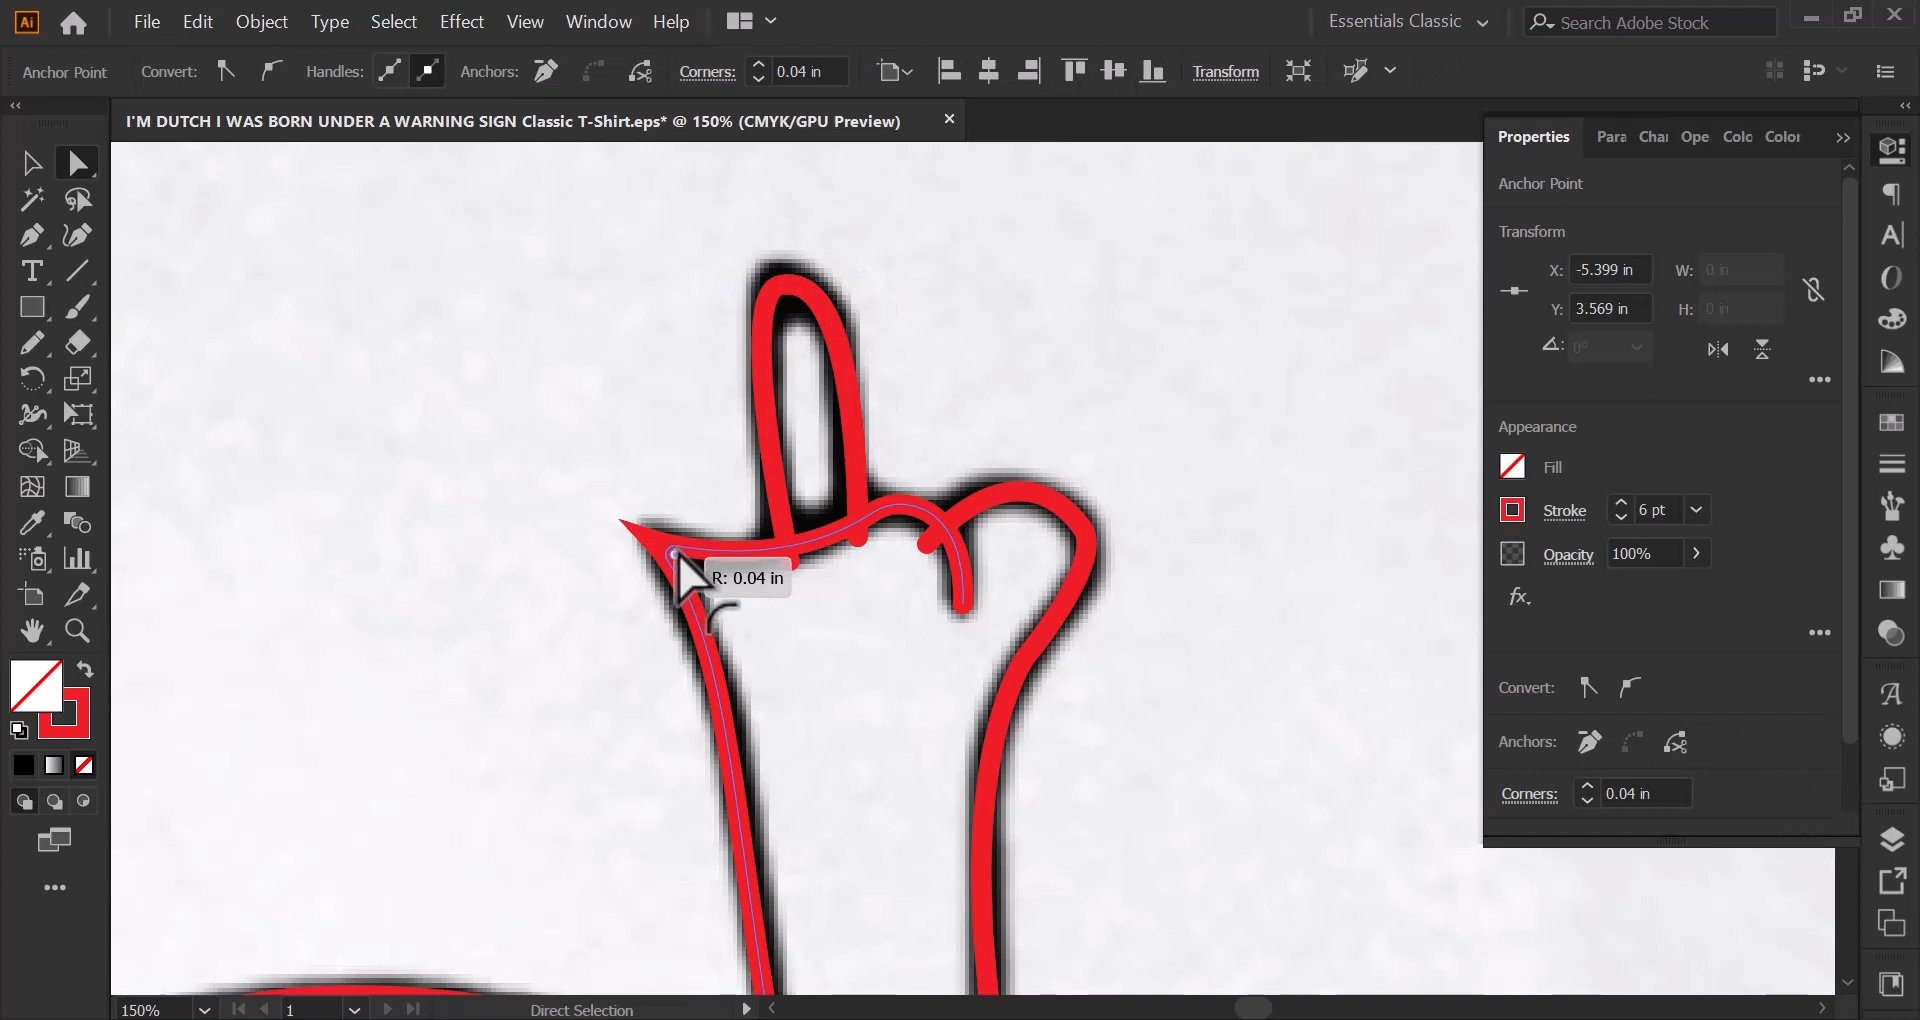 Ai File Edit Object Type Select Effect View Window Help Essentials Classic Search Adobe Stock
Anchor Point Convert: Handles: Anchors: Corners: 0.04 in Transform
I'M DUTCH I WAS BORN UNDER A WARNING SIGN Classic T-Shirt.eps* @ 150% (CMYK/GPU Preview)
Properties Para Char Ope Colo Color
Anchor Point
Transform
X: -5.399 in W: 0 in
Y: 3.569 in H: 0 in
0°
Appearance
Fill
Stroke 6 pt
Opacity 100%
R: 0.04 in
fx
Convert:
Anchors:
Corners: 0.04 in
150% 1 Direct Selection